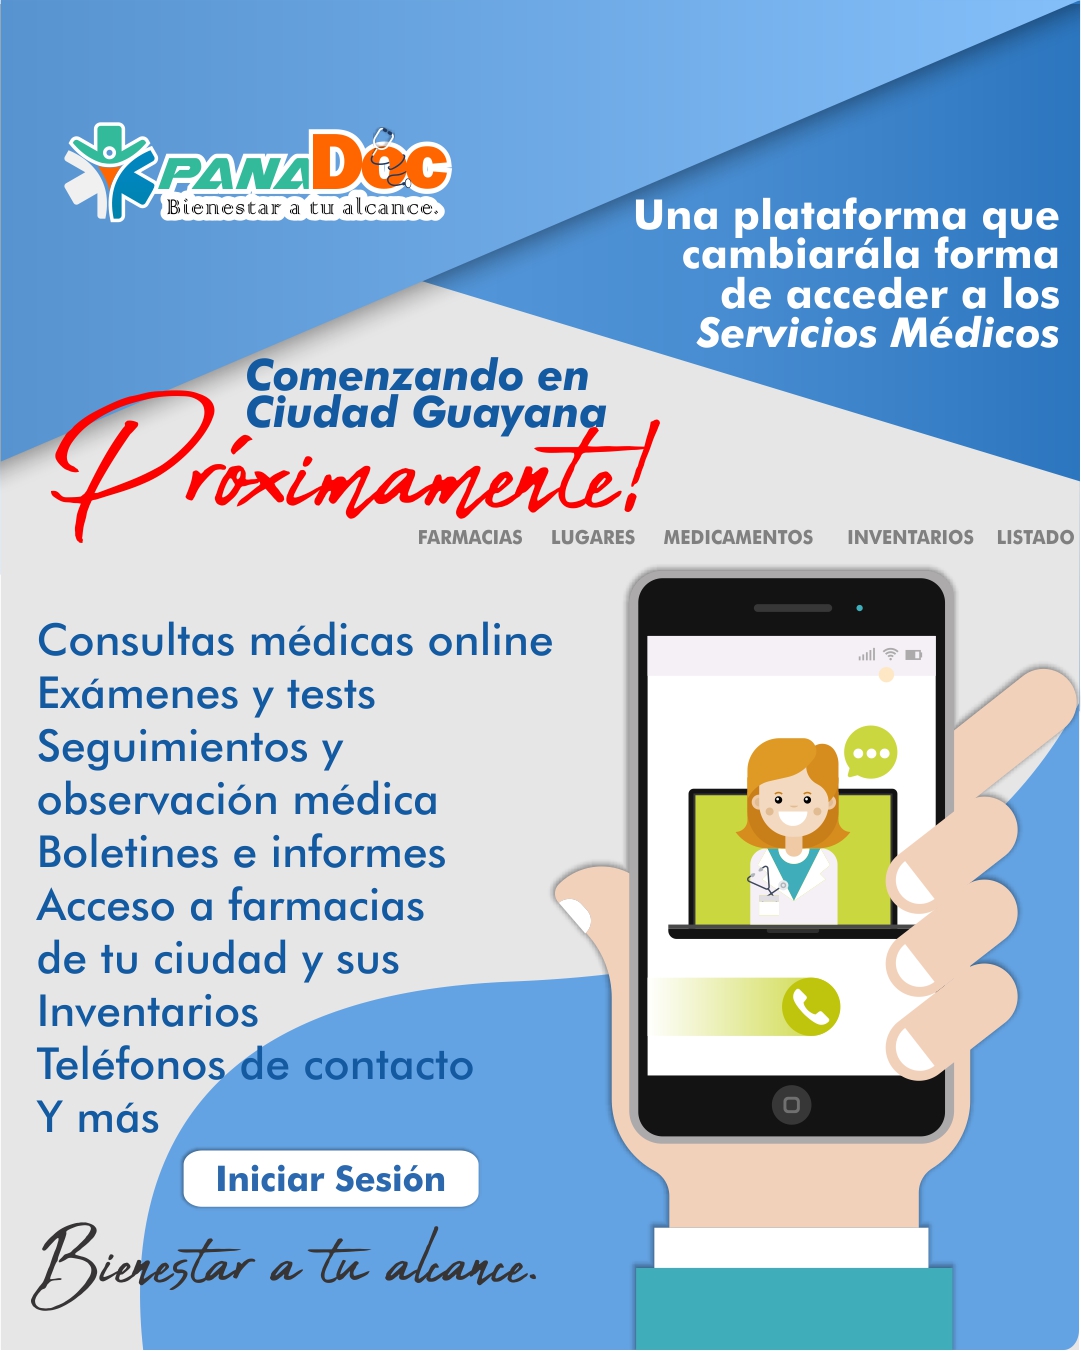 PANADoc
Bienestar a tu alcance.
Una plataforma que
cambiarála forma
de acceder a los
Servicios Médicos
Comenzando en
Ciudad Guayana
Próximamente!
FARMACIAS LUGARES MEDICAMENTOS INVENTARIOS LISTADO
Consultas médicas online
Exámenes y tests
Seguimientos y
observación médica
Boletines e informes
Acceso a farmacias
de tu ciudad y sus
Inventarios
Teléfonos de contacto
Y más
Iniciar Sesión
Bienestar a tu alcance.